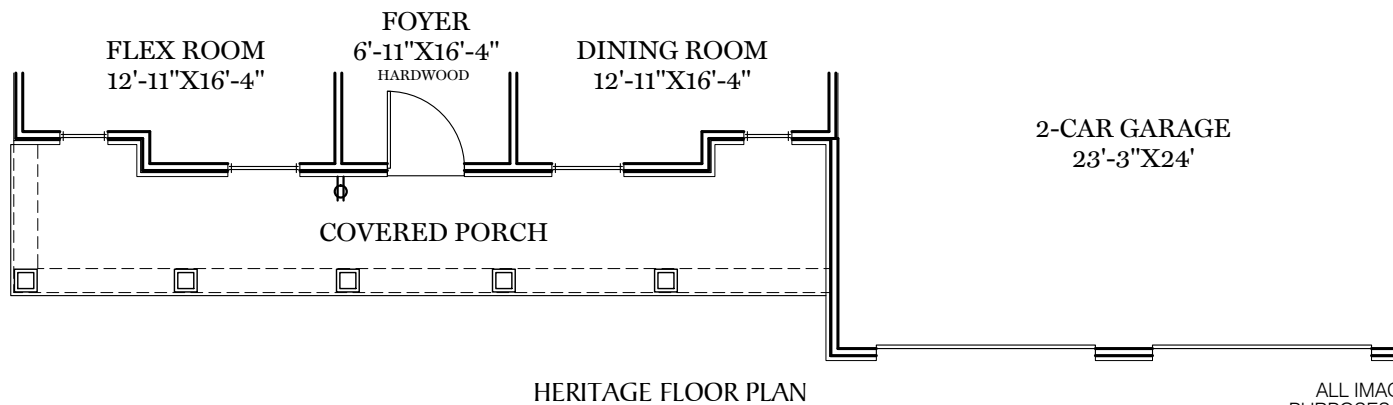 FLEX ROOM
12'-11"X16'-4"
FOYER
6'-11"X16'-4"
HARDWOOD
DINING ROOM
12'-11"X16'-4"
2-CAR GARAGE
23'-3"X24'
COVERED PORCH
HERITAGE FLOOR PLAN
ALL